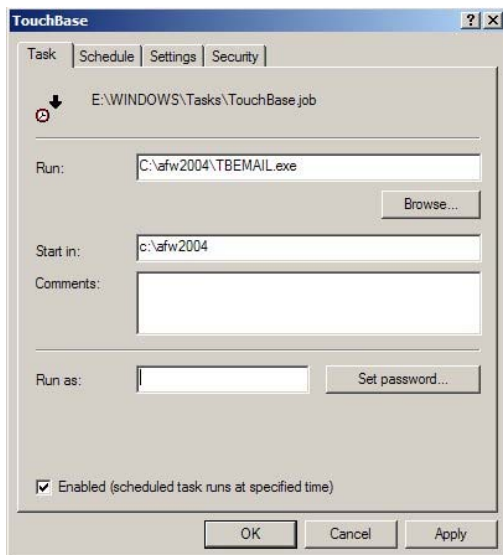 TouchBase
Task Schedule Settings Security
E:\WINDOWS\Tasks\TouchBase.job
Run: C:\afw2004\TBEMAIL.exe
Browse...
Start in: c:\afw2004
Comments:
Run as: Set password...
Enabled (scheduled task runs at specified time)
OK Cancel Apply